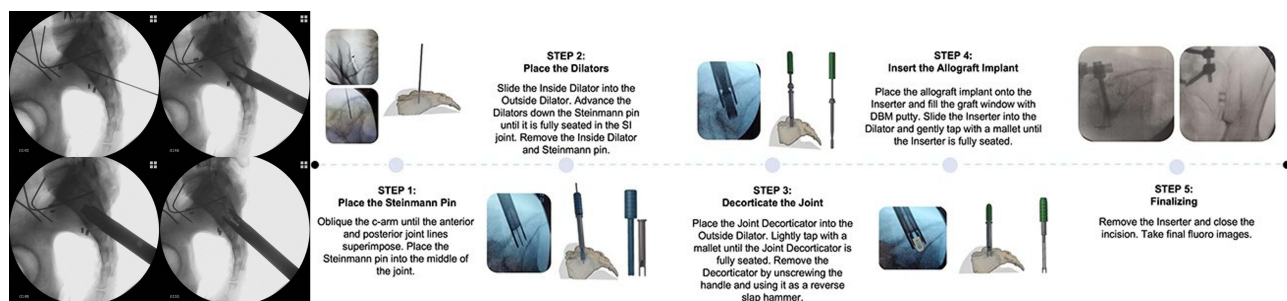 STEP 1:
Place the Steinmann Pin
Oblique the c-arm until the anterior
and posterior joint lines
superimpose. Place the
Steinmann pin into the middle of
the joint.
STEP 2:
Place the Dilators
Slide the Inside Dilator into the
Outside Dilator. Advance the
Dilators down the Steinmann pin
until it is fully seated in the SI
joint. Remove the Inside Dilator
and Steinmann pin.
STEP 3:
Decorticate the Joint
Place the Joint Decorticator into the
Outside Dilator. Lightly tap with a
mallet until the Joint Decorticator is
fully seated. Remove the
Decorticator by unscrewing the
handle and using it as a reverse
slap hammer.
STEP 4:
Insert the Allograft Implant
Place the allograft implant onto the
Inserter and fill the graft window with
DBM putty. Slide the Inserter into the
Dilator and gently tap with a mallet until
the Inserter is fully seated.
STEP 5:
Finalizing
Remove the Inserter and close the
incision. Take final fluoro images.